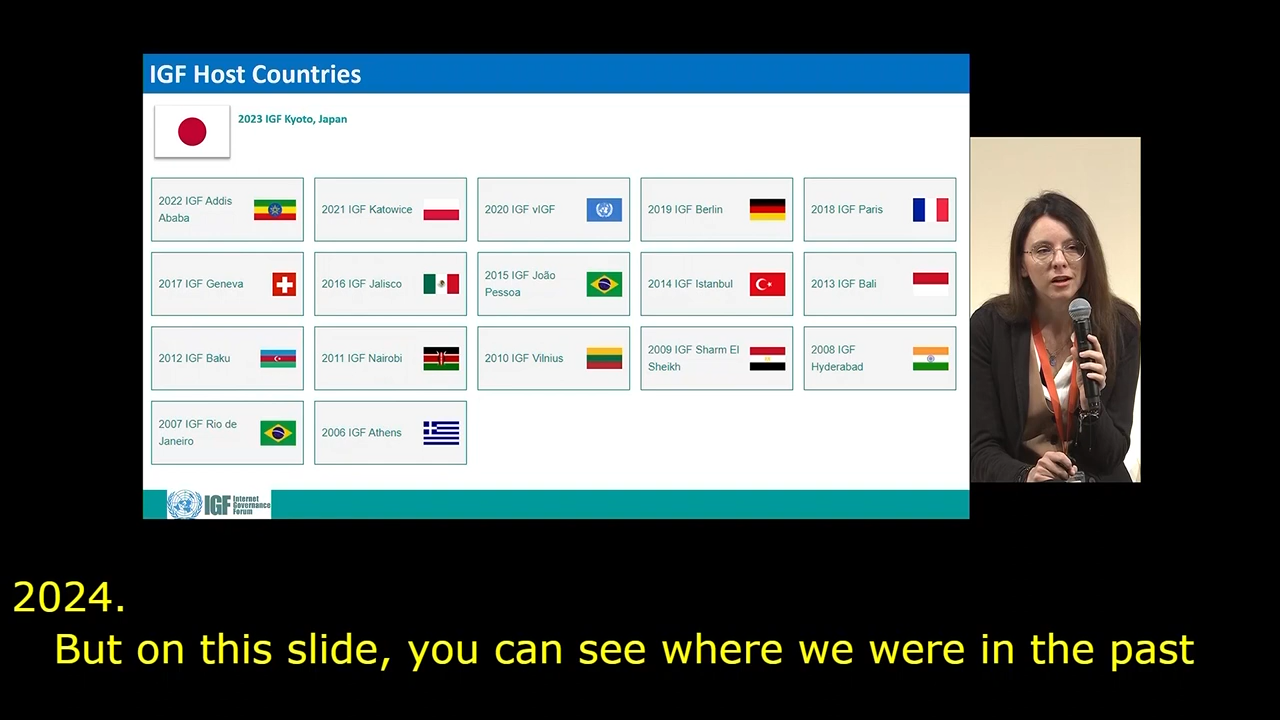 IGF Host Countries
2023 IGF Kyoto, Japan
2022 IGF Addis
Ababa
2021 IGF Katowice
2020 IGF vIGF
2019 IGF Berlin
2018 IGF Paris
2017 IGF Geneva
2016 IGF Jalisco
2015 IGF João
Pessoa
2014 IGF Istanbul
2013 IGF Bali
2012 IGF Baku
2011 IGF Nairobi
2010 IGF Vilnius
2009 IGF Sharm El
Sheikh
2008 IGF
Hyderabad
2007 IGF Rio de
Janeiro
2006 IGF Athens
IGF
Internet
Governance
Forum
2024.
But on this slide, you can see where we were in the past